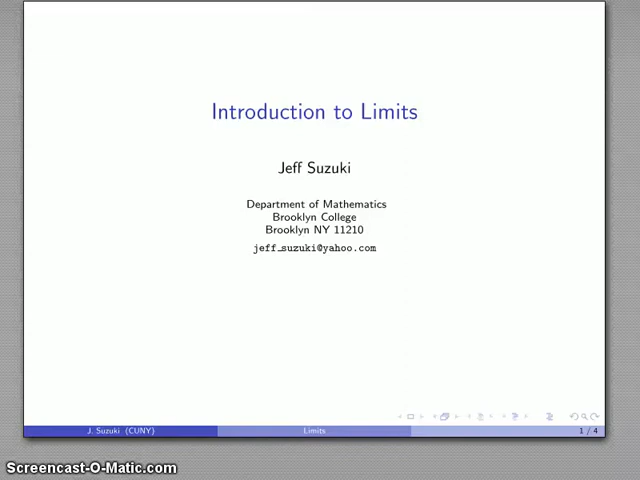 Introduction to Limits
Jeff Suzuki
Department of Mathematics
Brooklyn College
Brooklyn NY 11210
jeff_suzuki@yahoo.com
J. Suzuki (CUNY)
Limits
1 / 4
Screencast-O-Matic.com